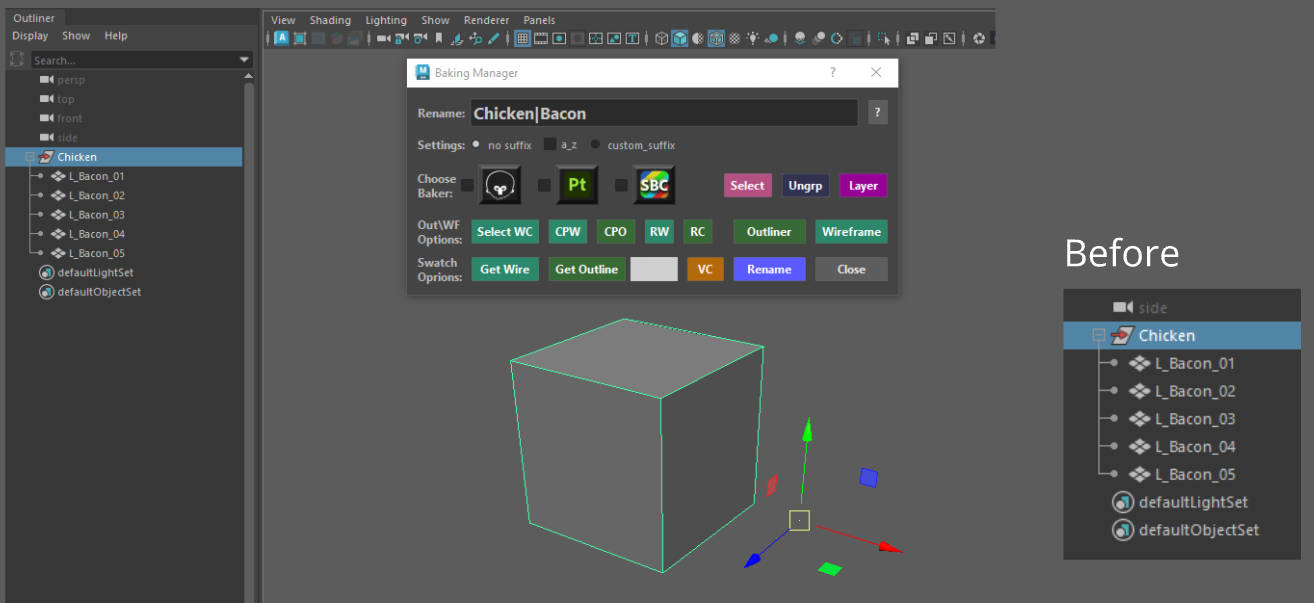 Outliner
Display Show Help
Search...
persp
top
front
side
Chicken
L_Bacon_01
L_Bacon_02
L_Bacon_03
L_Bacon_04
L_Bacon_05
defaultLightSet
defaultObjectSet
View Shading Lighting Show Renderer Panels
A T
M Baking Manager ? ×
Rename: Chicken|Bacon ?
Settings: no suffix a_z custom_suffix
Choose
Baker: Pt SBC Select Ungrp Layer
Out\WF
Options: Select WC CPW CPO RW RC Outliner Wireframe
Swatch
Oprions: Get Wire Get Outline VC Rename Close
Before
side
Chicken
L_Bacon_01
L_Bacon_02
L_Bacon_03
L_Bacon_04
L_Bacon_05
defaultLightSet
defaultObjectSet